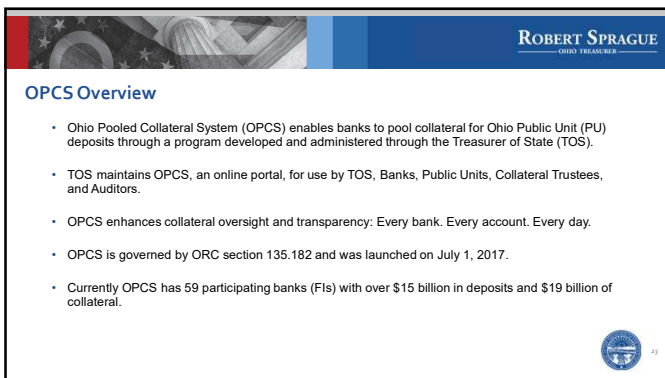 ROBERT SPRAGUE
OHIO TREASURER
OPCS Overview
• Ohio Pooled Collateral System (OPCS) enables banks to pool collateral for Ohio Public Unit (PU)
deposits through a program developed and administered through the Treasurer of State (TOS).
• TOS maintains OPCS, an online portal, for use by TOS, Banks, Public Units, Collateral Trustees,
and Auditors.
• OPCS enhances collateral oversight and transparency: Every bank. Every account. Every day.
• OPCS is governed by ORC section 135.182 and was launched on July 1, 2017.
• Currently OPCS has 59 participating banks (FIs) with over $15 billion in deposits and $19 billion of
collateral.
23